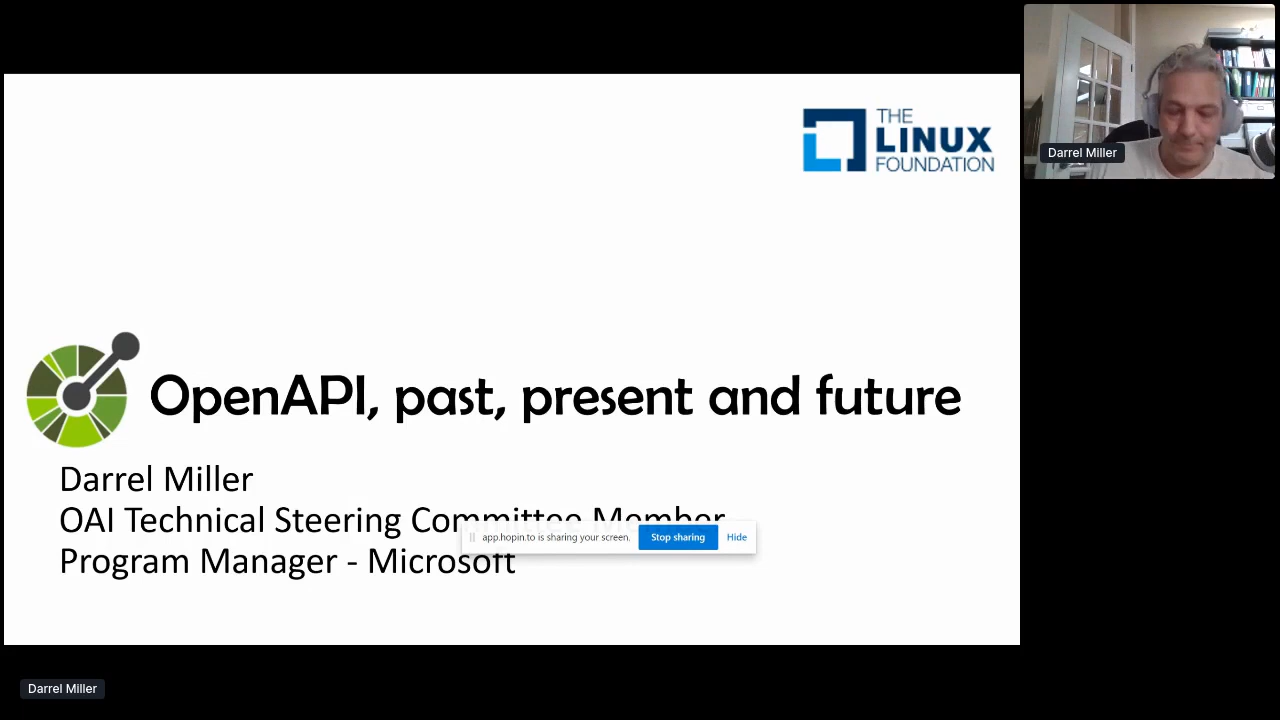 THE
LINUX
FOUNDATION
Darrel Miller
OpenAPI, past, present and future
Darrel Miller
OAI Technical Steering Committee Member
app.hopin.to is sharing your screen.
Stop sharing
Hide
Program Manager - Microsoft
Darrel Miller